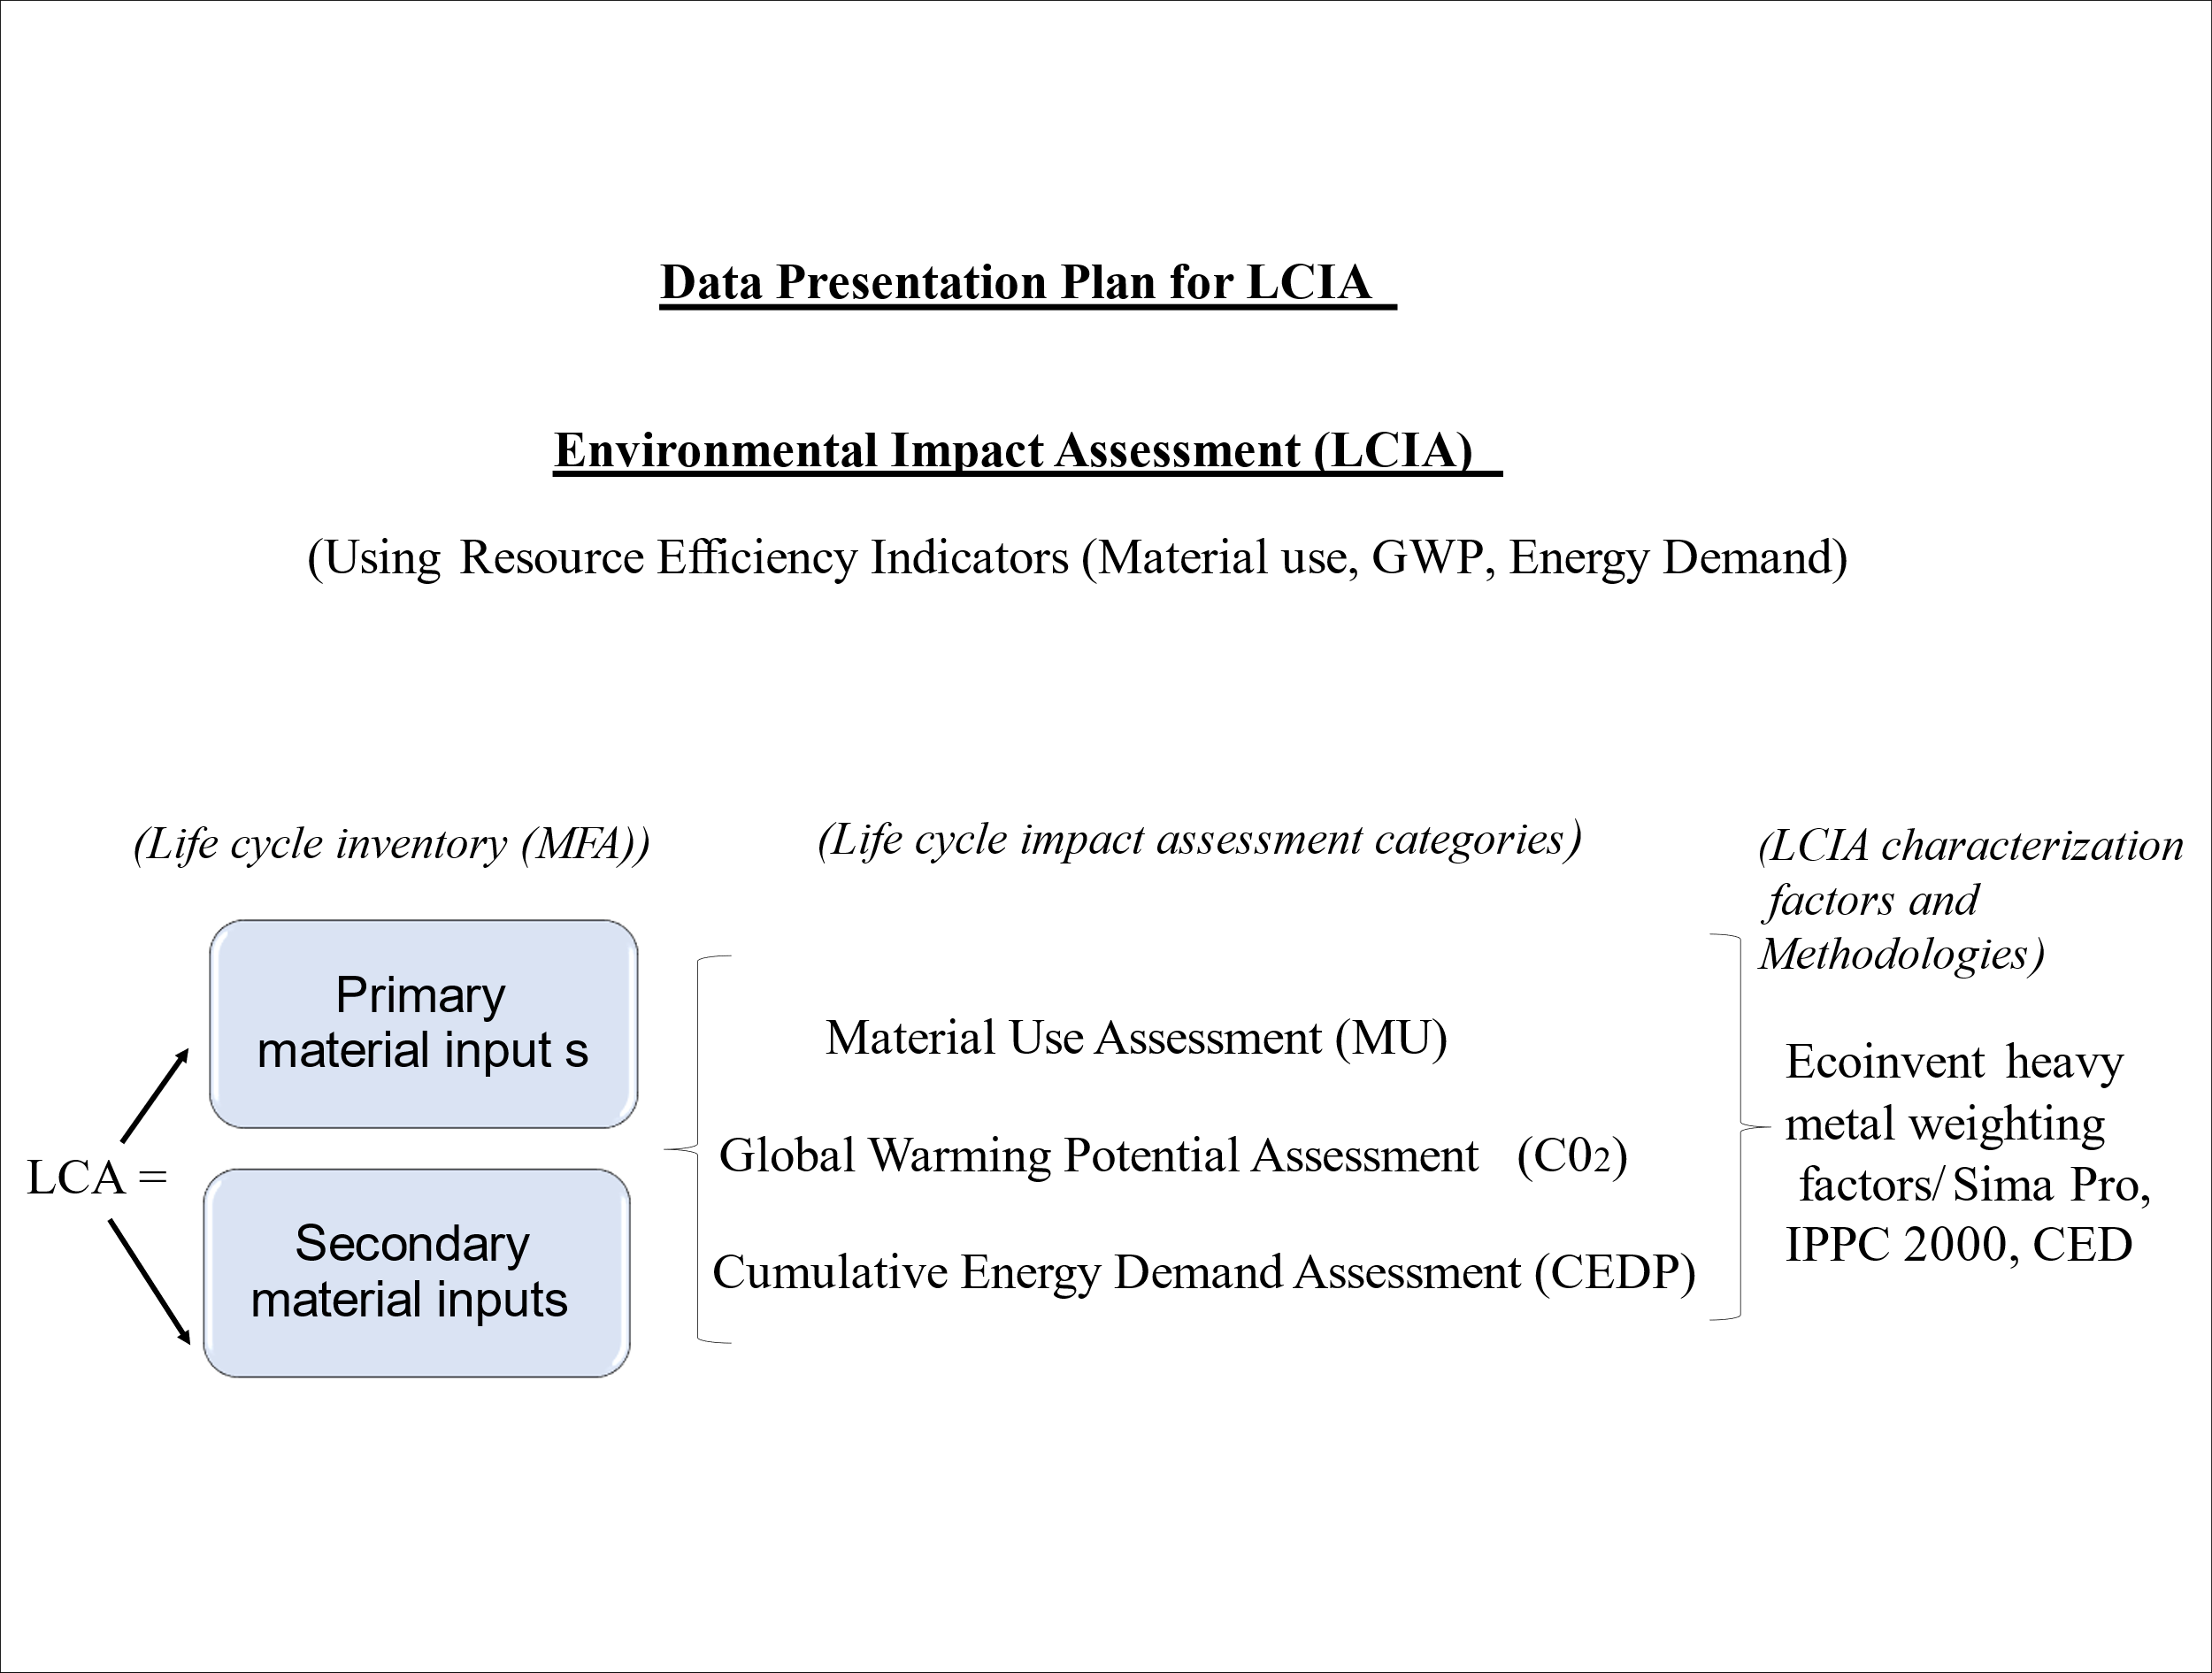 Data Presentation Plan for LCIA
Environmental Impact Assessment (LCIA)
(Using Resource Efficiency Indicators (Material use, GWP, Energy Demand)
(Life cycle inventory (MFA))
(Life cycle impact assessment categories)
(LCIA characterization
factors and
Methodologies)
Primary
material input s
LCA =
Secondary
material inputs
Material Use Assessment (MU)
Global Warming Potential Assessment (C0₂)
Cumulative Energy Demand Assessment (CEDP)
Ecoinvent heavy
metal weighting
factors/ Sima Pro,
IPPC 2000, CED